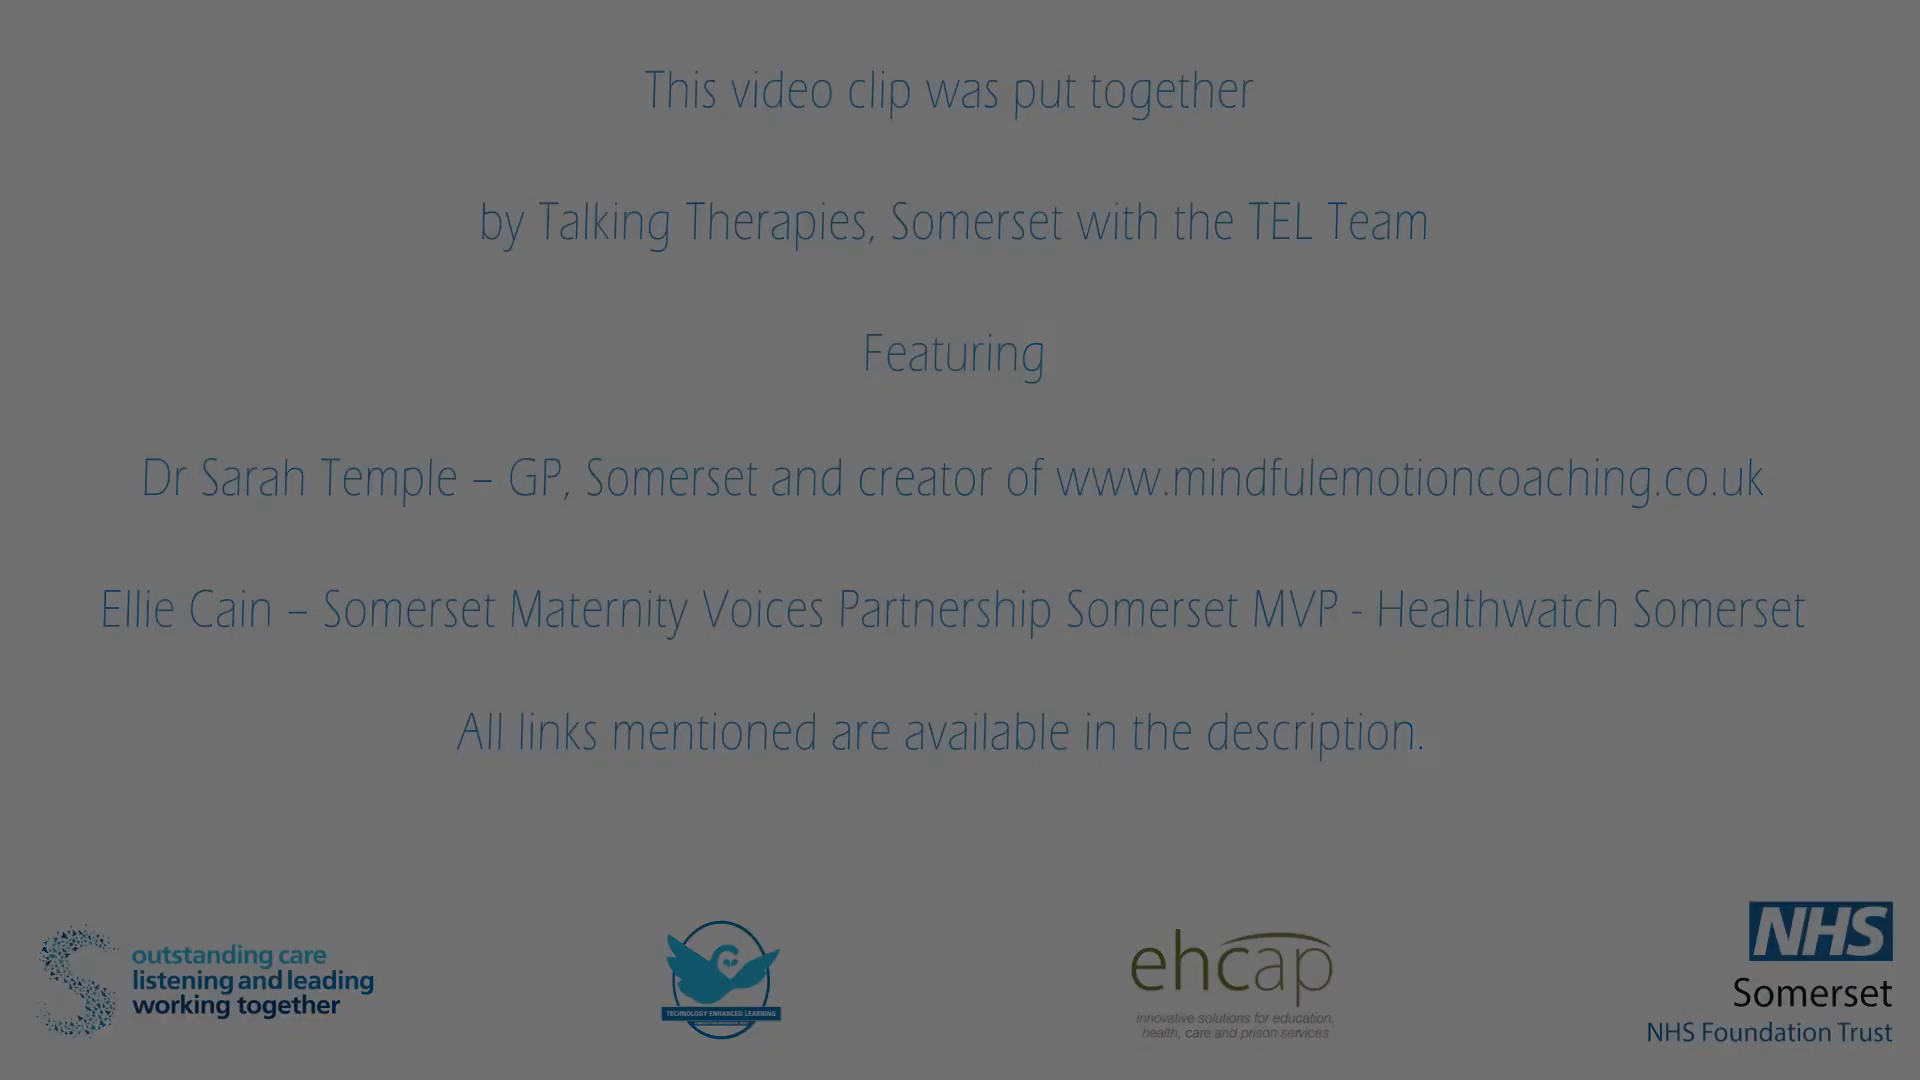 This video clip was put together
by Talking Therapies, Somerset with the TEL Team
Featuring
Dr Sarah Temple – GP, Somerset and creator of www.mindfulemotioncoaching.co.uk
Ellie Cain – Somerset Maternity Voices Partnership Somerset MVP - Healthwatch Somerset
All links mentioned are available in the description.
outstanding care
listening and leading
working together
TECHNOLOGY ENHANCED LEARNING
ehcap
innovative solutions for education,
health, care and prison services
NHS
Somerset
NHS Foundation Trust